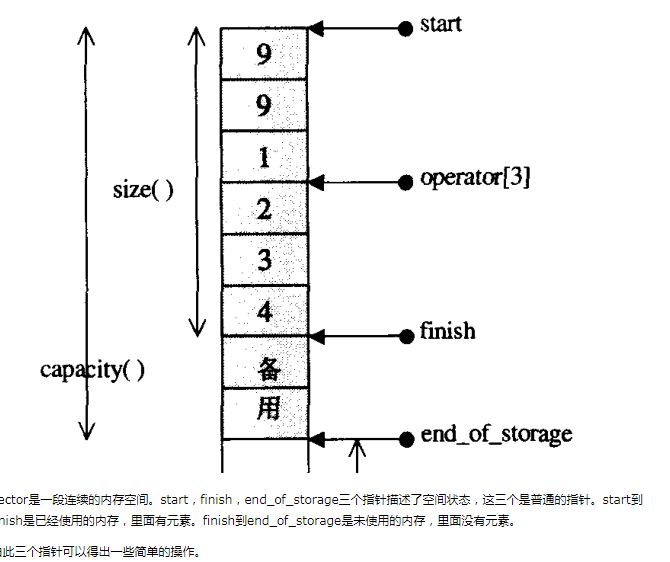 start
9
9
1
operator[3]
size( )
2
3
4
finish
capacity( )
备
用
end_of_storage
ector是一段连续的内存空间。start，finish，end_of_storage三个指针描述了空间状态，这三个是普通的指针。start到
nish是已经使用的内存，里面有元素。finish到end_of_storage是未使用的内存，里面没有元素。
此三个指针可以得出一些简单的操作。